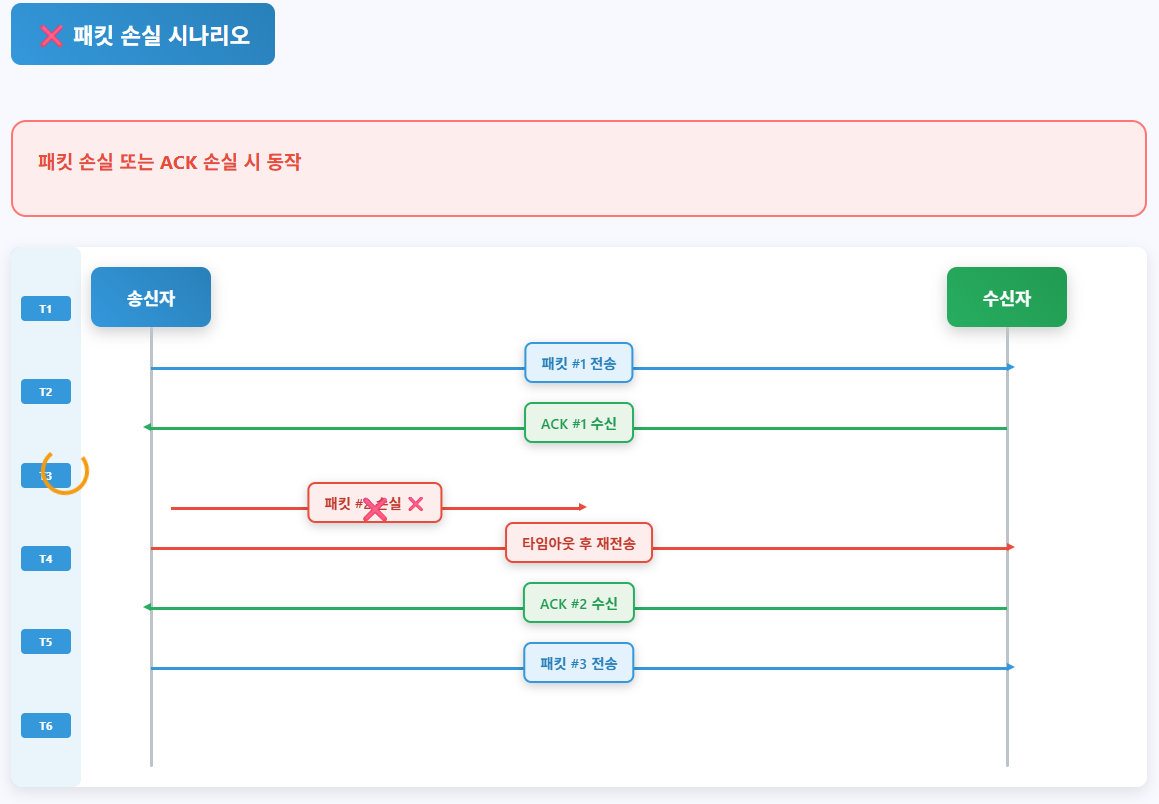 ❌ 패킷 손실 시나리오
패킷 손실 또는 ACK 손실 시 동작
송신자
수신자
T1
패킷 #1 전송
T2
ACK #1 수신
T3
패킷 #2 손실 ❌
타임아웃 후 재전송
T4
ACK #2 수신
T5
패킷 #3 전송
T6